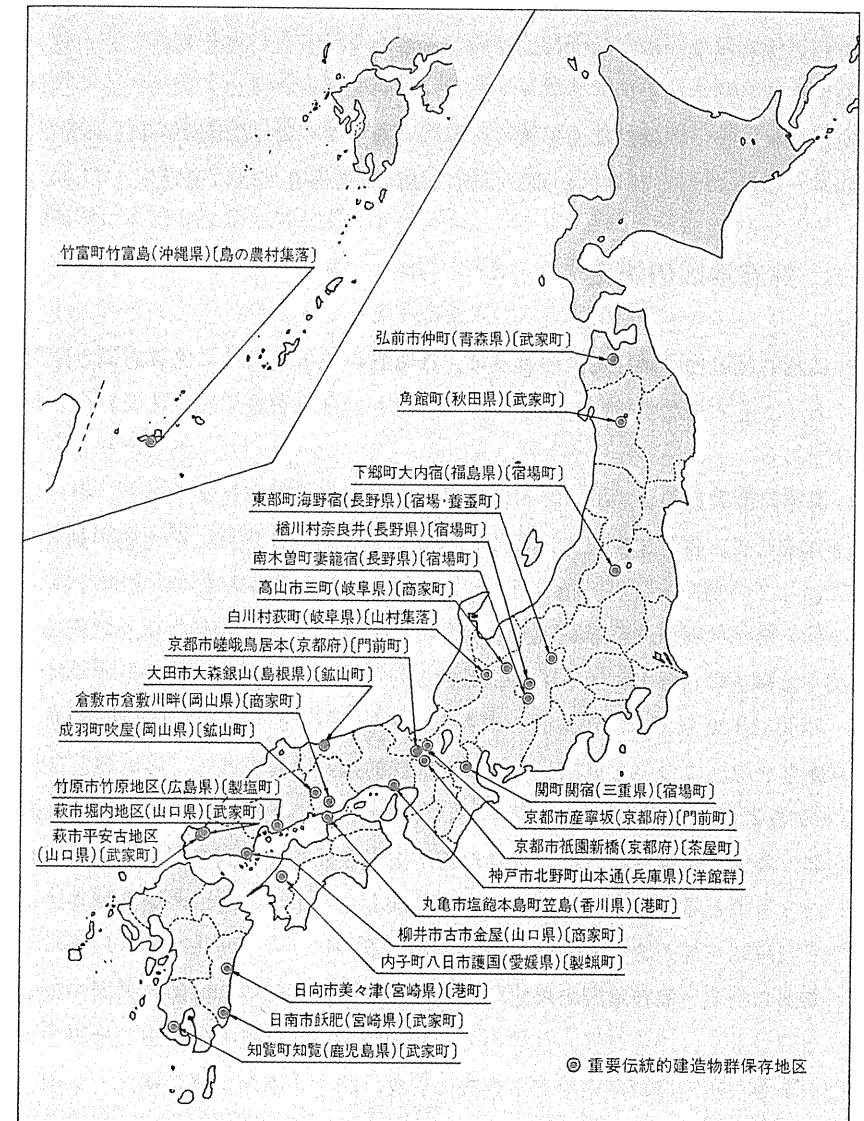 竹富町竹富島(沖縄県)〔島の農村集落〕
弘前市仲町(青森県)〔武家町〕
角館町(秋田県)〔武家町〕
下郷町大内宿(福島県)〔宿場町〕
東部町海野宿(長野県)〔宿場・養蚕町〕
楢川村奈良井(長野県)〔宿場町〕
南木曽町妻籠宿(長野県)〔宿場町〕
高山市三町(岐阜県)〔商家町〕
白川村荻町(岐阜県)〔山村集落〕
京都市嵯峨鳥居本(京都府)〔門前町〕
大田市大森銀山(島根県)〔鉱山町〕
倉敷市倉敷川畔(岡山県)〔商家町〕
成羽町吹屋(岡山県)〔鉱山町〕
竹原市竹原地区(広島県)〔製塩町〕
萩市堀内地区(山口県)〔武家町〕
萩市平安古地区
(山口県)〔武家町〕
関町関宿(三重県)〔宿場町〕
京都市産寧坂(京都府)〔門前町〕
京都市祇園新橋(京都府)〔茶屋町〕
神戸市北野町山本通(兵庫県)〔洋館群〕
丸亀市塩飽本島町笠島(香川県)〔港町〕
柳井市古市金屋(山口県)〔商家町〕
内子町八日市護国(愛媛県)〔製蝋町〕
日向市美々津(宮崎県)〔港町〕
日南市飫肥(宮崎県)〔武家町〕
知覧町知覧(鹿児島県)〔武家町〕
◎ 重要伝統的建造物群保存地区